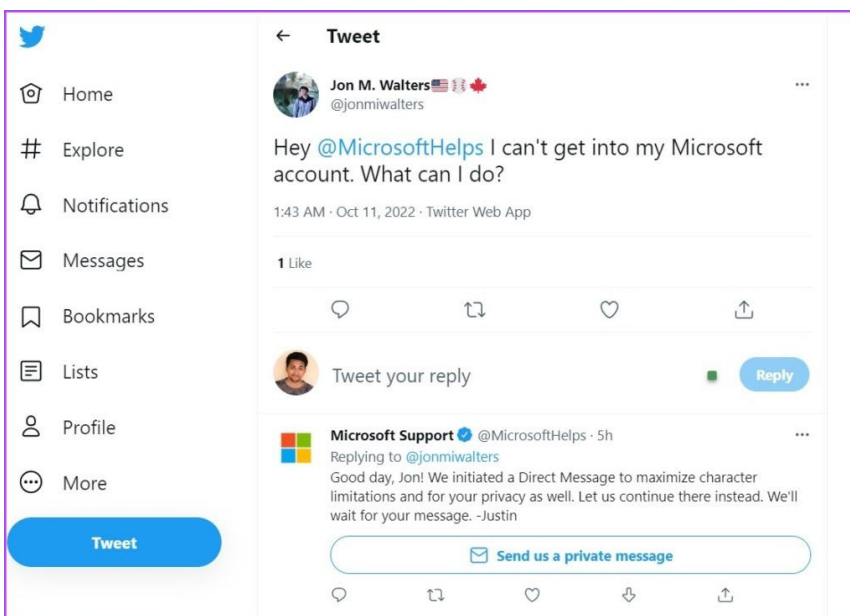 Tweet
Home
Explore
Notifications
Messages
Bookmarks
Lists
Profile
More
Tweet
Jon M. Walters🇺🇸⚾🍁
@jonmiwalters
Hey @MicrosoftHelps I can't get into my Microsoft
account. What can I do?
1:43 AM · Oct 11, 2022 · Twitter Web App
1 Like
Tweet your reply
Reply
Microsoft Support @MicrosoftHelps · 5h
Replying to @jonmiwalters
Good day, Jon! We initiated a Direct Message to maximize character
limitations and for your privacy as well. Let us continue there instead. We'll
wait for your message. -Justin
Send us a private message